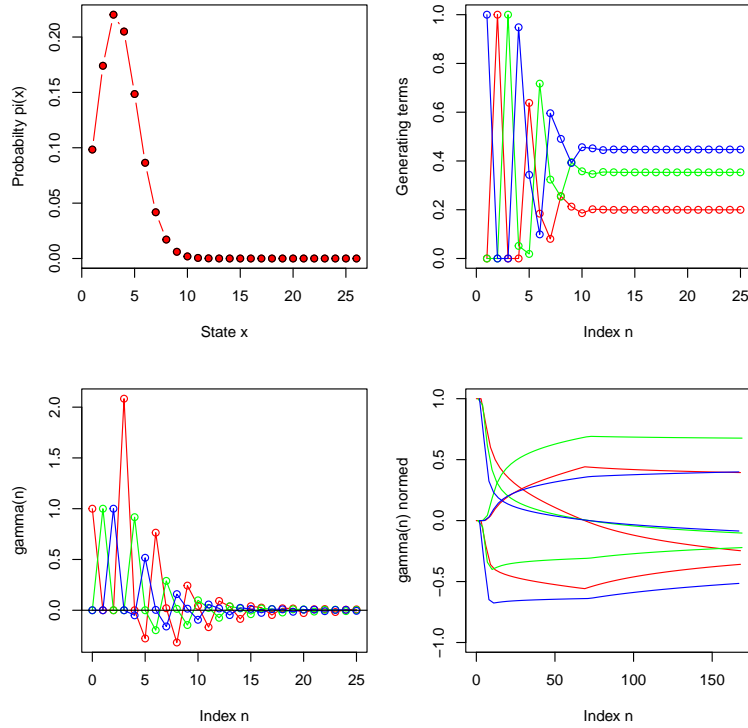 Probability pi(x)
0.00 0.05 0.10 0.15 0.20
0 5 10 15 20 25
State x
Generating terms
0.0 0.2 0.4 0.6 0.8 1.0
0 5 10 15 20 25
Index n
gamma(n)
0.0 0.5 1.0 1.5 2.0
0 5 10 15 20 25
Index n
gamma(n) normed
−1.0 −0.5 0.0 0.5 1.0
0 50 100 150
Index n